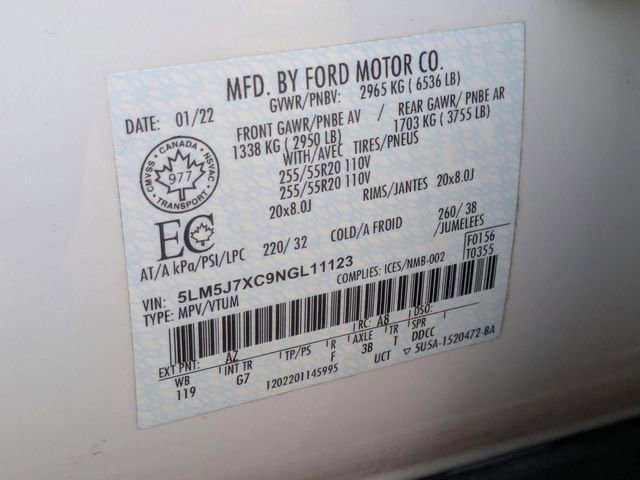 MFD. BY FORD MOTOR CO.
DATE: 01/22 GVWR/PNBV: 2965 KG ( 6536 LB)
FRONT GAWR/PNBE AV REAR GAWR/ PNBE AR
1338 KG ( 2950 LB) 1703 KG ( 3755 LB)
WITH/AVEC TIRES/PNEUS
255/55R20 110V
255/55R20 110V
20x8.0J RIMS/JANTES 20x8.0J
CANADA
CMVSS NSVAC
977
TRANSPORT
EC
AT/A kPa/PSI/LPC 220/ 32 COLD/A FROID 260/ 38
/JUMELEES
VIN: 5LM5J7XC9NGL11123 COMPLIES: ICES/NMB-002
F0156
T0355
TYPE: MPV/VTUM
RC: A8 DSO:
EXT PNT: AZ
WB INT TR TP/PS R AXLE TR SPR
119 G7 F 3B T DDCC
1202201145995 UCT 5U5A-1520472-BA